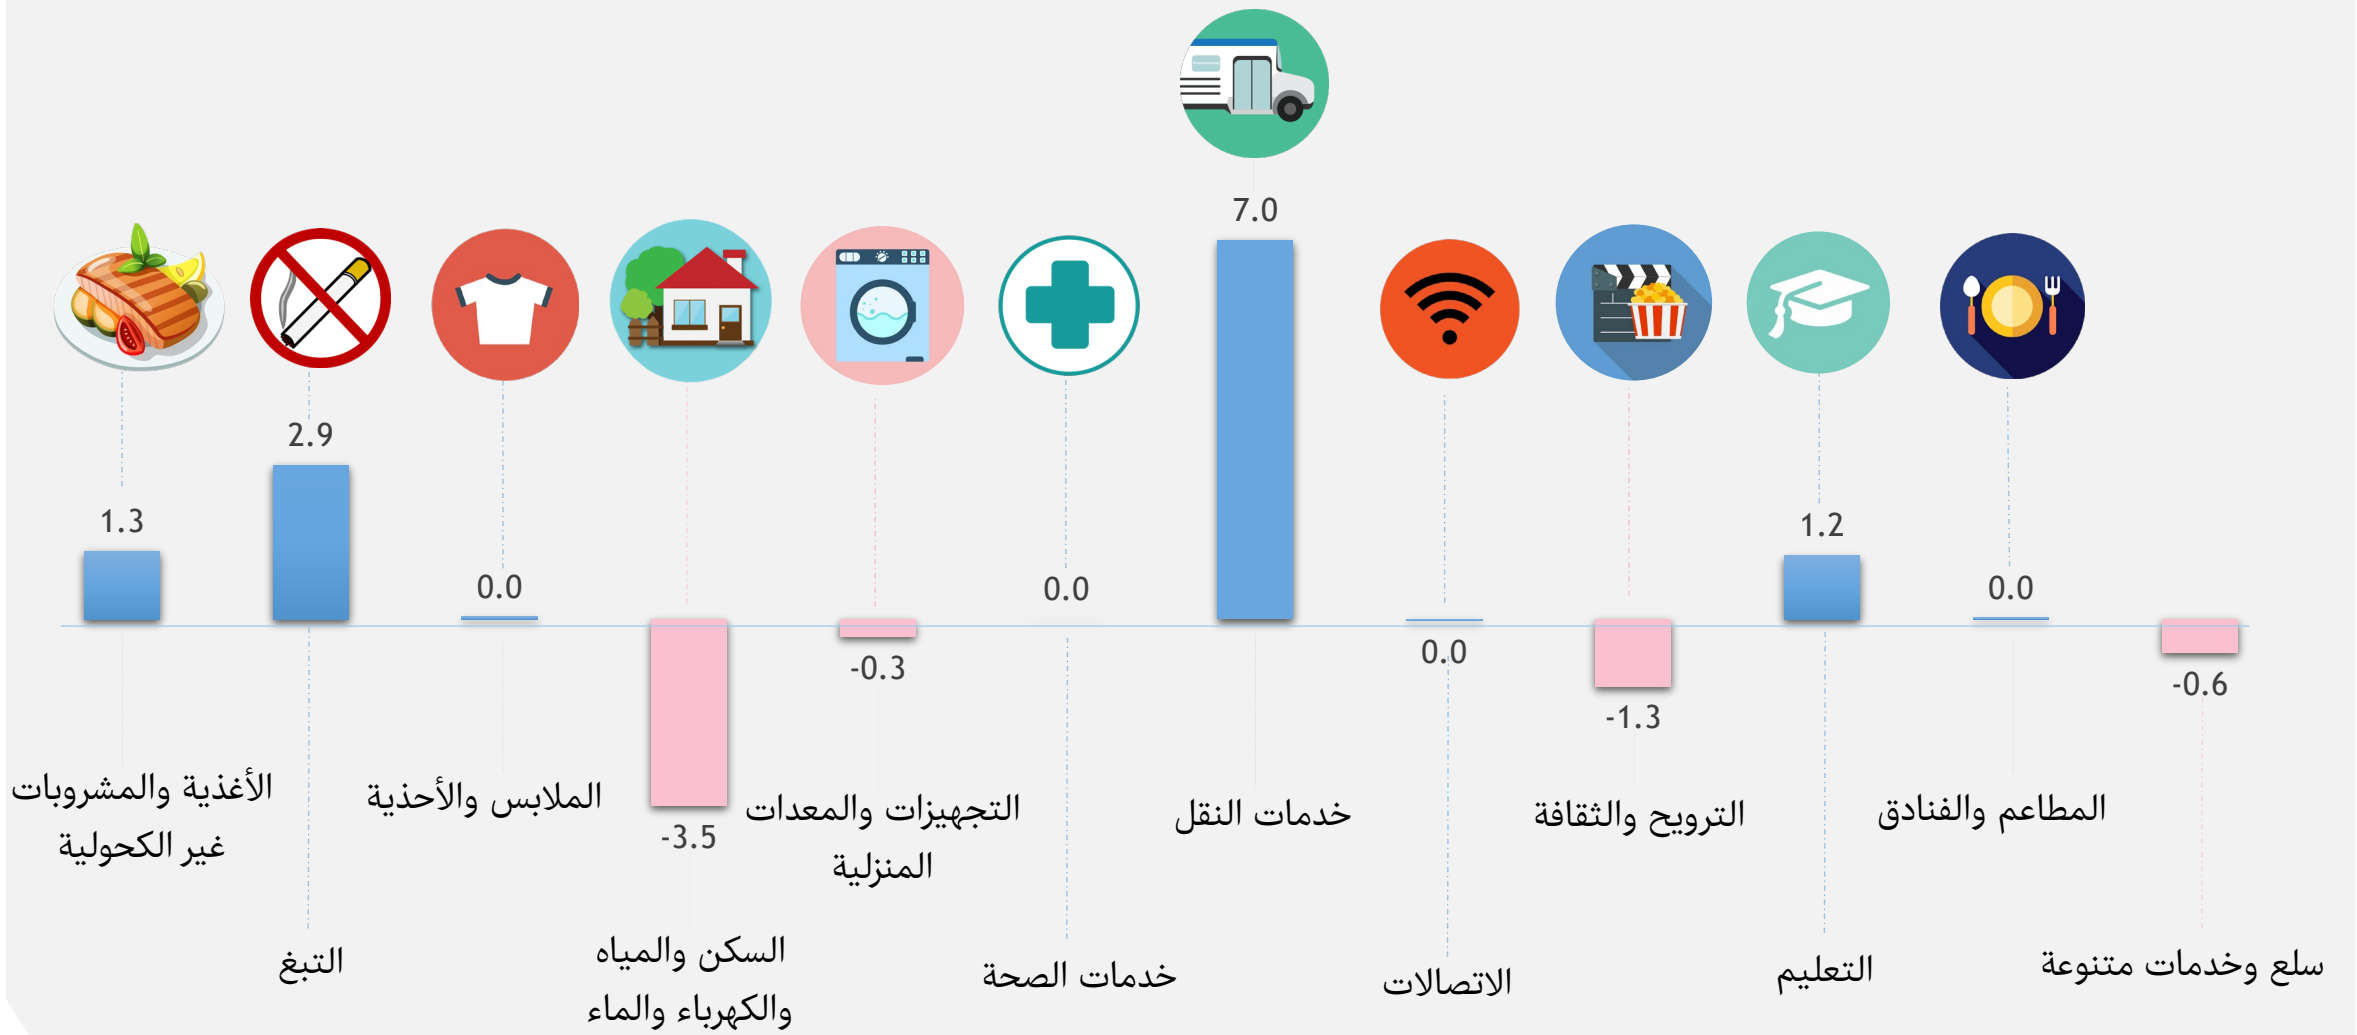 7.0
2.9
1.3
1.2
0.0
0.0
0.0
0.0
-0.3
-0.6
-1.3
-3.5
الأغذية والمشروبات
غير الكحولية
الملابس والأحذية
التجهيزات والمعدات
المنزلية
خدمات النقل
الترويح والثقافة
المطاعم والفنادق
التبغ
السكن والمياه
والكهرباء والماء
خدمات الصحة
الاتصالات
التعليم
سلع وخدمات متنوعة